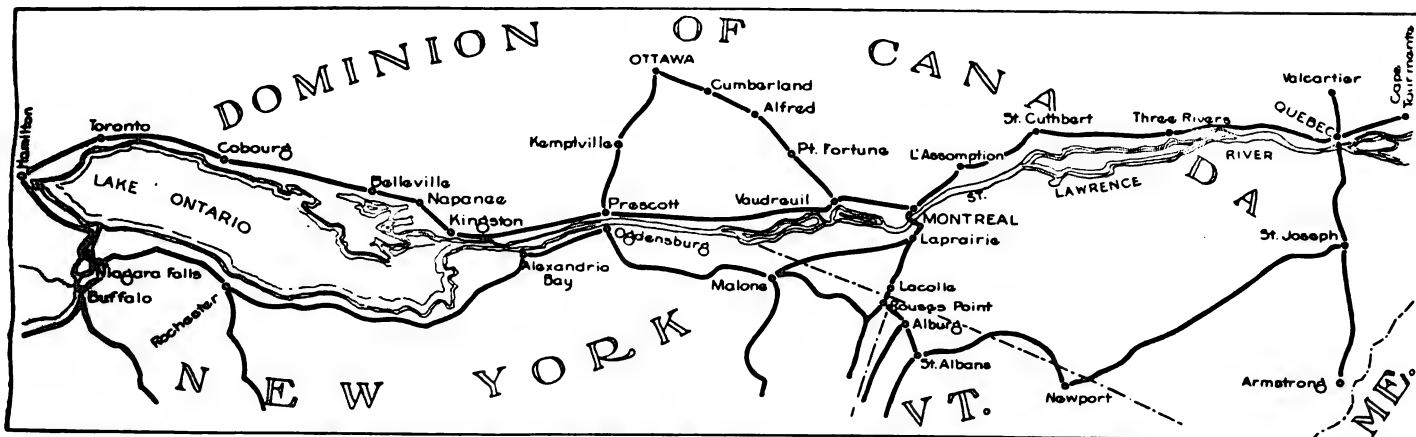 DOMINION OF CANADA
OTTAWA
Cumberland
Alfred
Valcartier
Cape
Tourmente
Hamilton
Toronto
Cobourg
Kemptville
Pt. Fortune
St. Cuthbert
Three Rivers
QUEBEC
L'Assomption
LAKE ONTARIO
Belleville
Napanee
Kingston
Prescott
Vaudreuil
ST. LAWRENCE RIVER
MONTREAL
Ogdensburg
Laprairie
St. Joseph
Niagara Falls
Buffalo
Rochester
Alexandria
Bay
Malone
Lacolle
Rouses Point
Alburg
St. Albans
Newport
Armstrong
NEW YORK
VT.
ME.